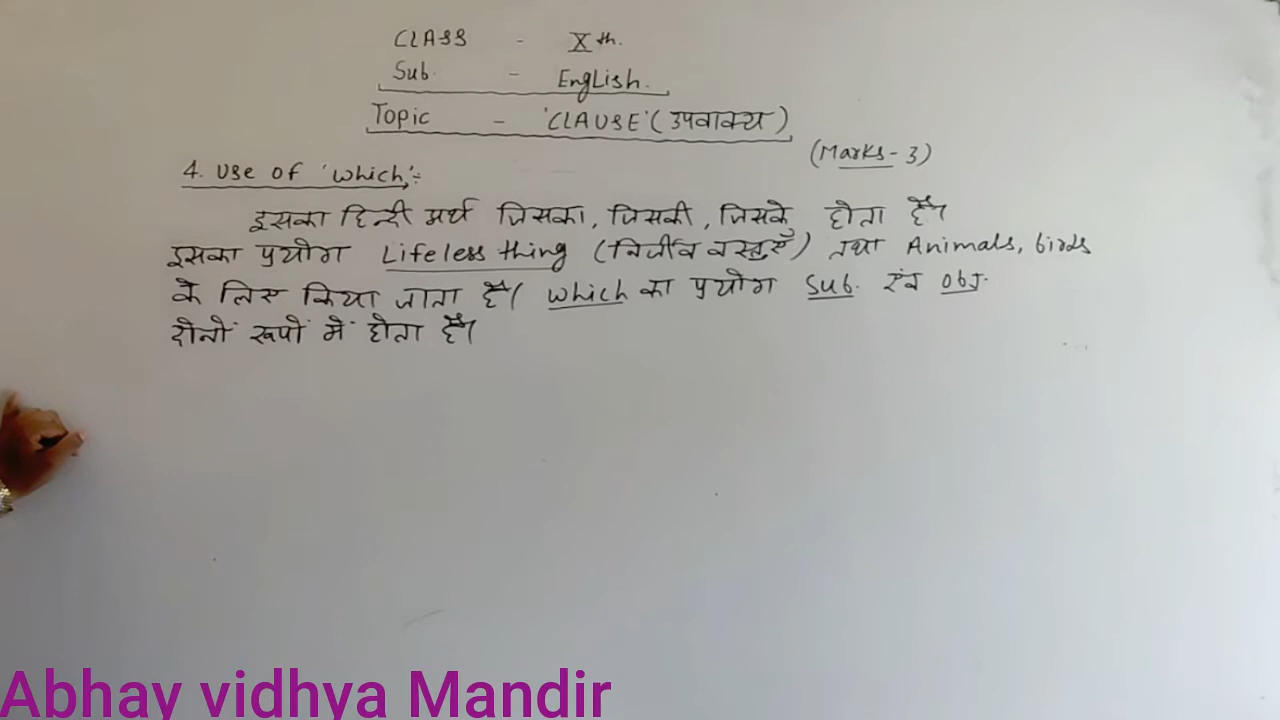 CLASS - Xth.
Sub. - English.
Topic - 'CLAUSE' (उपवाक्य)
(Marks - 3)
4. Use of 'which':-
इसका हिन्दी अर्थ जिसका, जिसकी, जिसके होता है।
इसका प्रयोग Lifeless thing (निर्जीव वस्तुएँ) तथा Animals, birds
के लिए किया जाता है। which का प्रयोग Sub. एवं obj.
दोनों रूपों में होता है।
Abhay vidhya Mandir